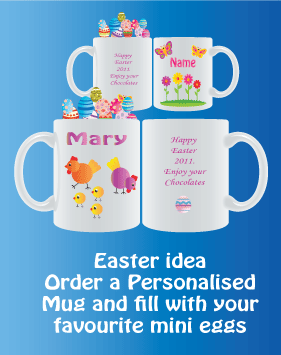 Happy
Easter
2011.
Enjoy your
Chocolates
Name
Mary
Happy
Easter
2011.
Enjoy your
Chocolates
Easter idea
Order a Personalised
Mug and fill with your
favourite mini eggs